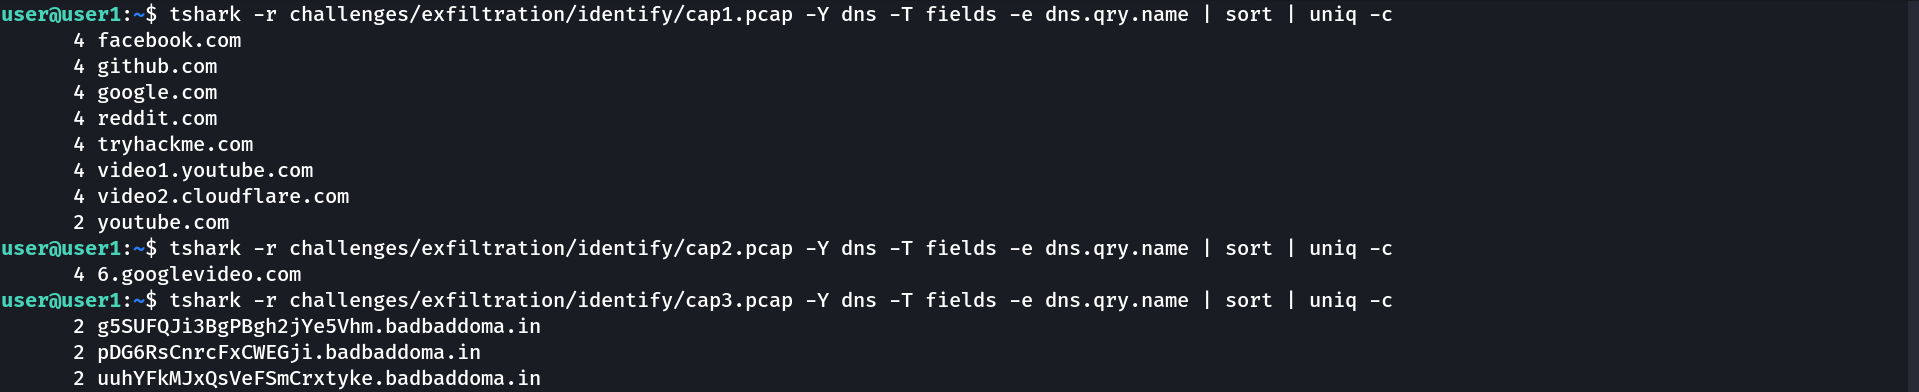 user@user1:~$ tshark -r challenges/exfiltration/identify/cap1.pcap -Y dns -T fields -e dns.qry.name | sort | uniq -c
4 facebook.com
4 github.com
4 google.com
4 reddit.com
4 tryhackme.com
4 video1.youtube.com
4 video2.cloudflare.com
2 youtube.com
user@user1:~$ tshark -r challenges/exfiltration/identify/cap2.pcap -Y dns -T fields -e dns.qry.name | sort | uniq -c
4 6.googlevideo.com
user@user1:~$ tshark -r challenges/exfiltration/identify/cap3.pcap -Y dns -T fields -e dns.qry.name | sort | uniq -c
2 g5SUFQJi3BgPBgh2jYe5Vhm.badbaddoma.in
2 pDG6RsCnrcFxCWEGji.badbaddoma.in
2 uuhYFkMJxQsVeFSmCrxtyke.badbaddoma.in